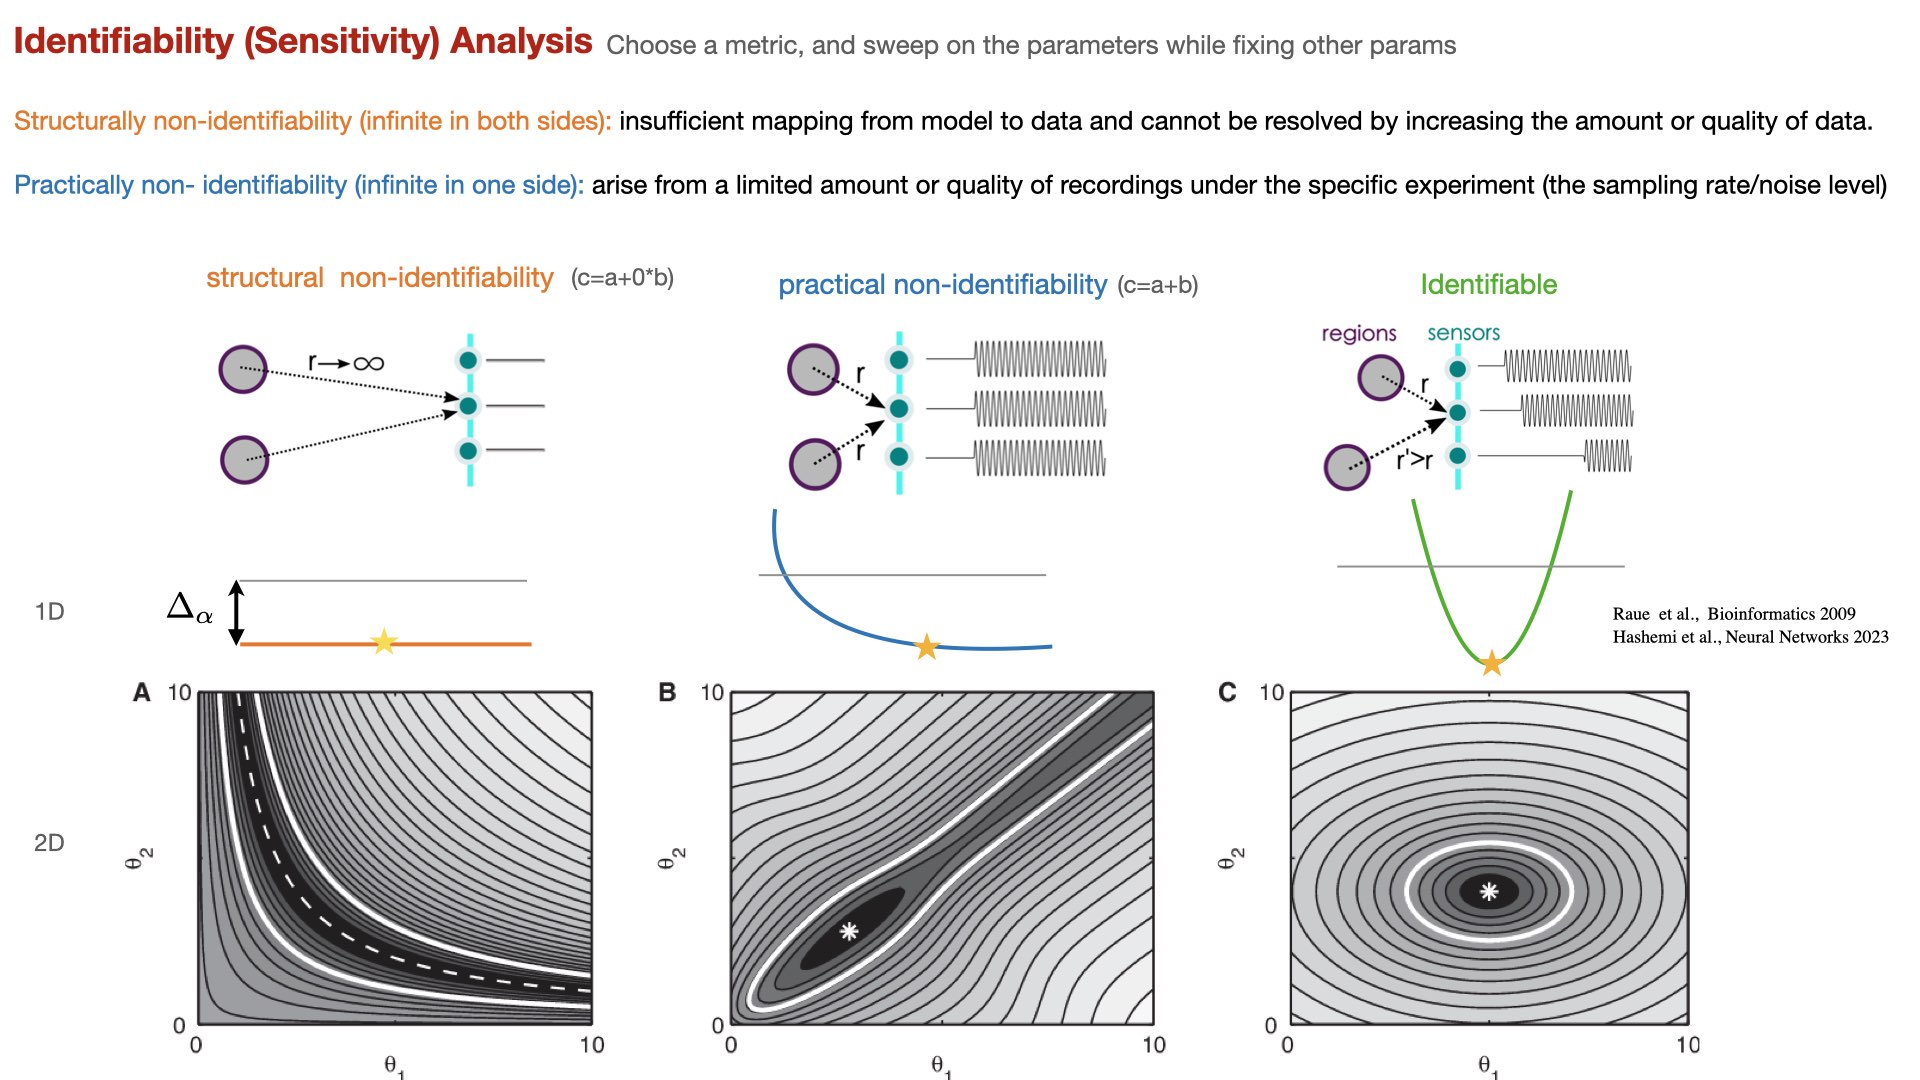 Identifiability (Sensitivity) Analysis Choose a metric, and sweep on the parameters while fixing other params
Structurally non-identifiability (infinite in both sides): insufficient mapping from model to data and cannot be resolved by increasing the amount or quality of data.
Practically non- identifiability (infinite in one side): arise from a limited amount or quality of recordings under the specific experiment (the sampling rate/noise level)
structural non-identifiability (c=a+0*b)
practical non-identifiability (c=a+b)
Identifiable
regions sensors
r→∞
r
r
r
r'>r
1D
Δα
Raue et al., Bioinformatics 2009
Hashemi et al., Neural Networks 2023
A
10
B
10
C
10
2D
θ2
θ2
θ2
0
0
0
0
10
0
10
0
10
θ1
θ1
θ1